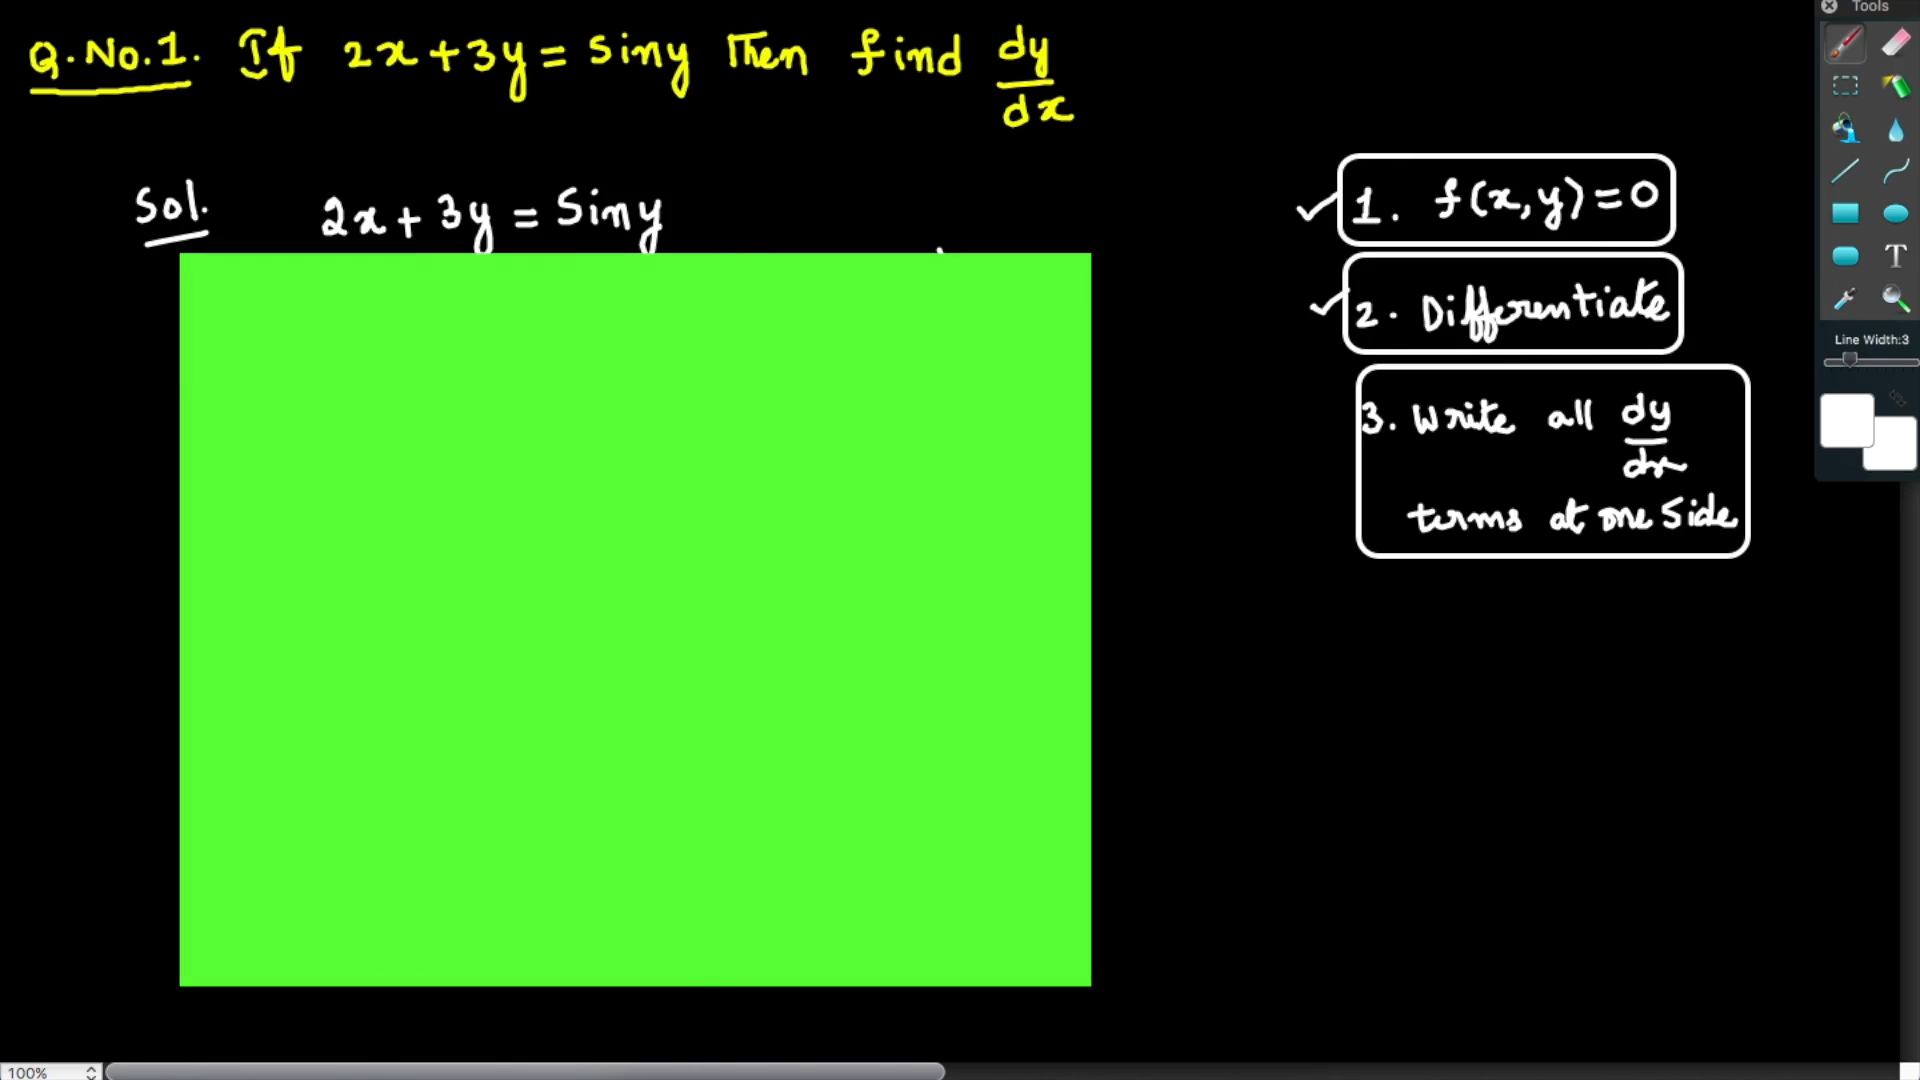 Q.No.1. If 2x+3y = Siny Then find dy/dx
Sol. 2x+3y = Siny
1. f(x,y)=0
2. Differentiate
3. Write all dy/dx
terms at one side
Tools
T
Line Width:3
100%